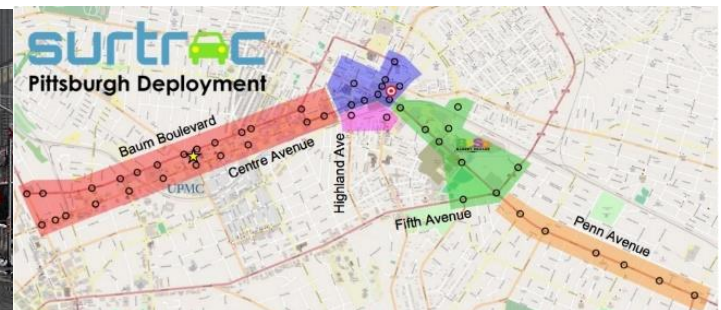 surtrac
Pittsburgh Deployment
Baum Boulevard
Centre Avenue
UPMC
Highland Ave
Fifth Avenue
Penn Avenue